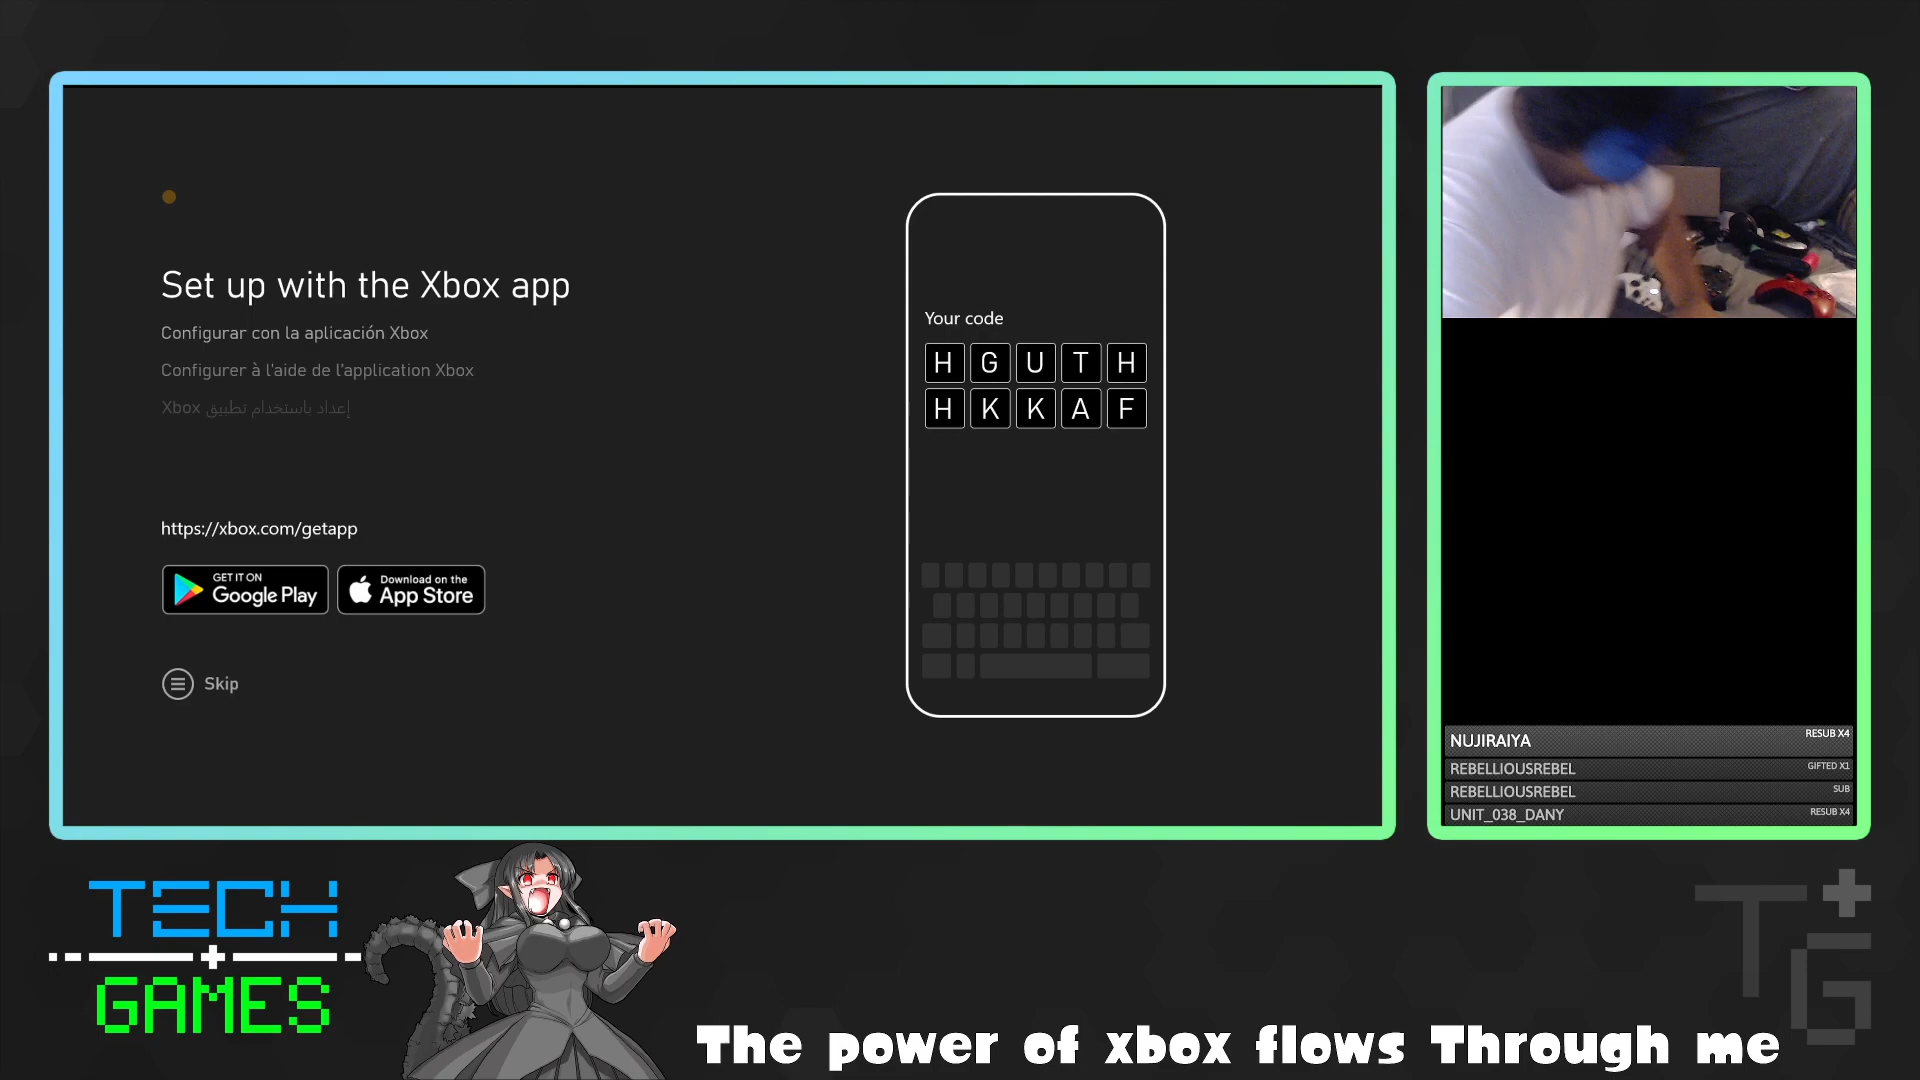 Set up with the Xbox app
Configurar con la aplicación Xbox
Configurer à l'aide de l'application Xbox
إعداد باستخدام تطبيق Xbox
https://xbox.com/getapp
GET IT ON
Google Play
Download on the
App Store
Skip
Your code
H G U T H
H K K A F
NUJIRAIYA RESUB X4
REBELLIOUSREBEL GIFTED X1
REBELLIOUSREBEL SUB
UNIT_038_DANY RESUB X4
TECH
GAMES
The power of xbox flows Through me
T+
G